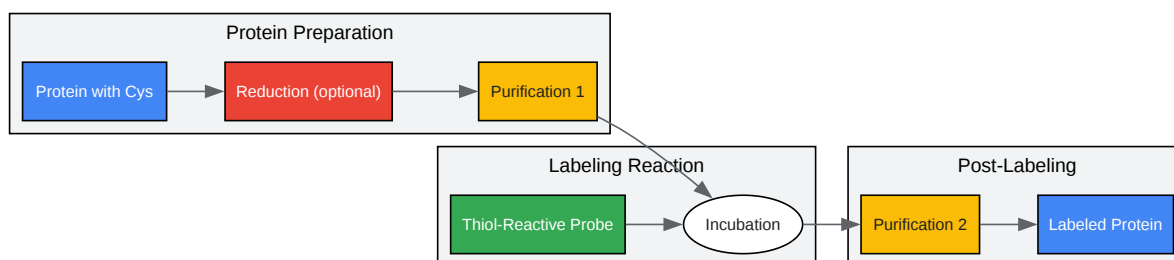 Protein Preparation
Protein with Cys
Reduction (optional)
Purification 1
Labeling Reaction
Thiol-Reactive Probe
Incubation
Post-Labeling
Purification 2
Labeled Protein